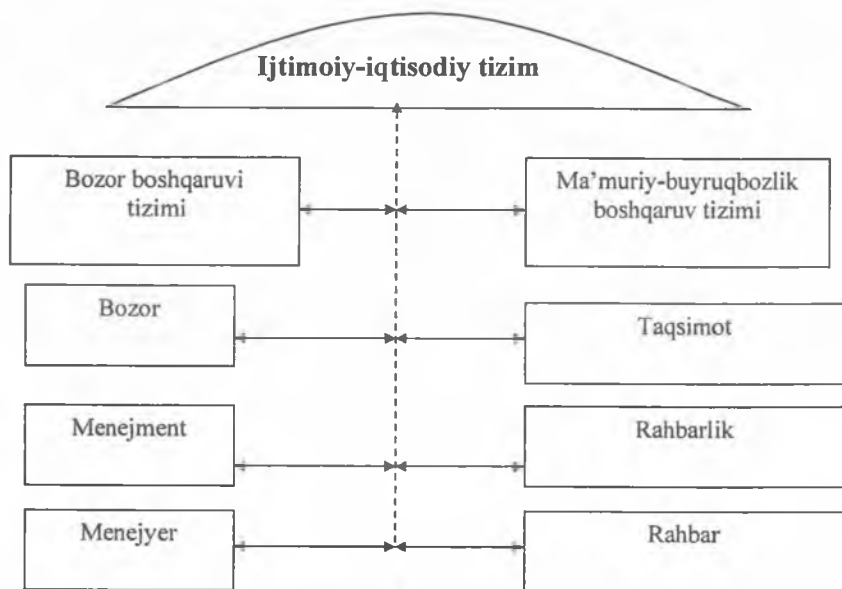 Ijtimoiy-iqtisodiy tizim
Bozor boshqaruvi
tizimi
Ma'muriy-buyruqbozlik
boshqaruv tizimi
Bozor
Taqsimot
Menejment
Rahbarlik
Menejyer
Rahbar